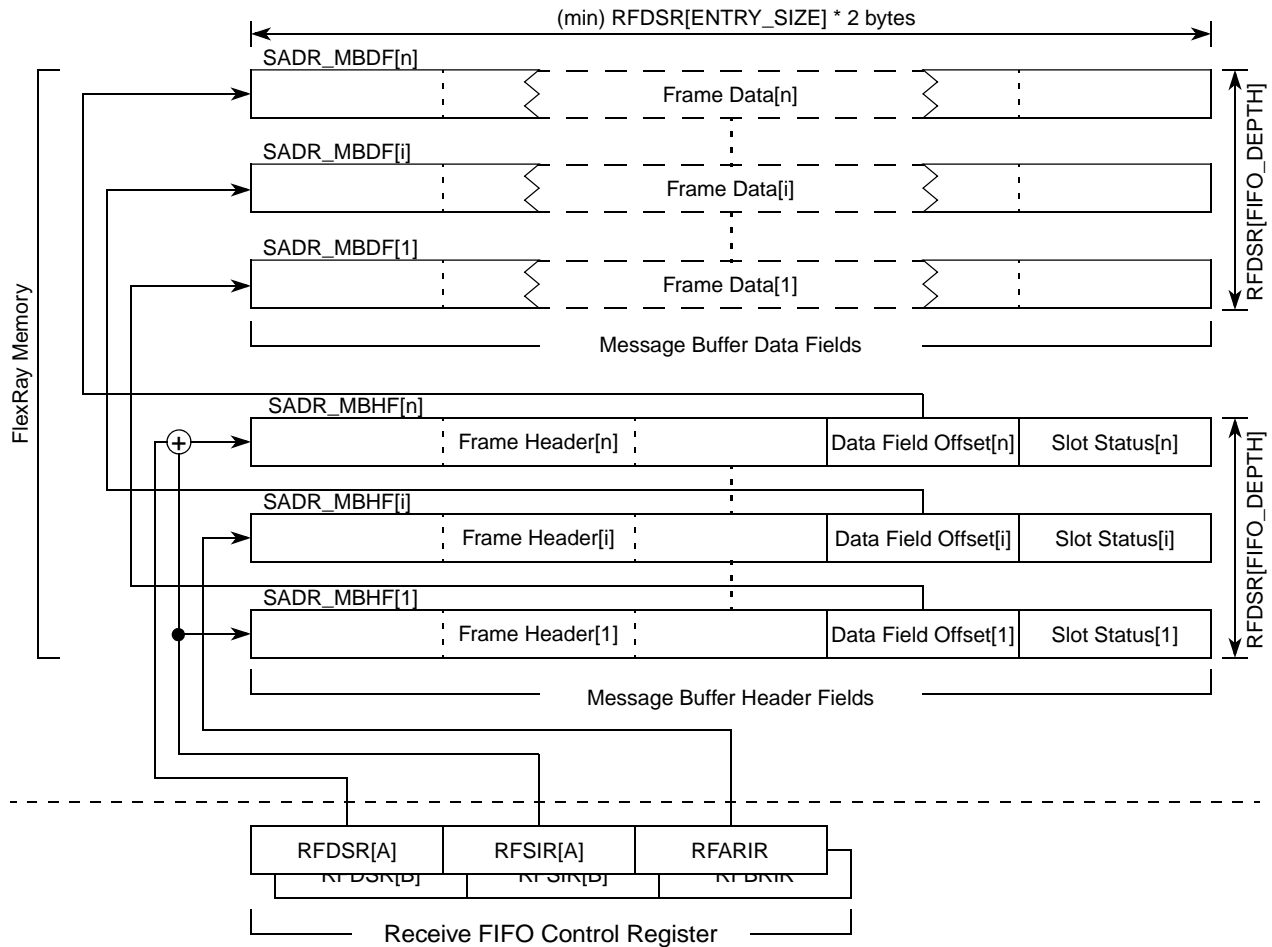 (min) RFDSR[ENTRY_SIZE] * 2 bytes
SADR_MBDF[n]
Frame Data[n]
SADR_MBDF[i]
Frame Data[i]
SADR_MBDF[1]
Frame Data[1]
RFDSR[FIFO_DEPTH]
Message Buffer Data Fields
FlexRay Memory
SADR_MBHF[n]
+ Frame Header[n] Data Field Offset[n] Slot Status[n]
SADR_MBHF[i]
Frame Header[i] Data Field Offset[i] Slot Status[i]
SADR_MBHF[1]
Frame Header[1] Data Field Offset[1] Slot Status[1]
RFDSR[FIFO_DEPTH]
Message Buffer Header Fields
RFDSR[A] RFSIR[A] RFARIR
RFDSR[B] RFSIR[B] RFBRIR
Receive FIFO Control Register